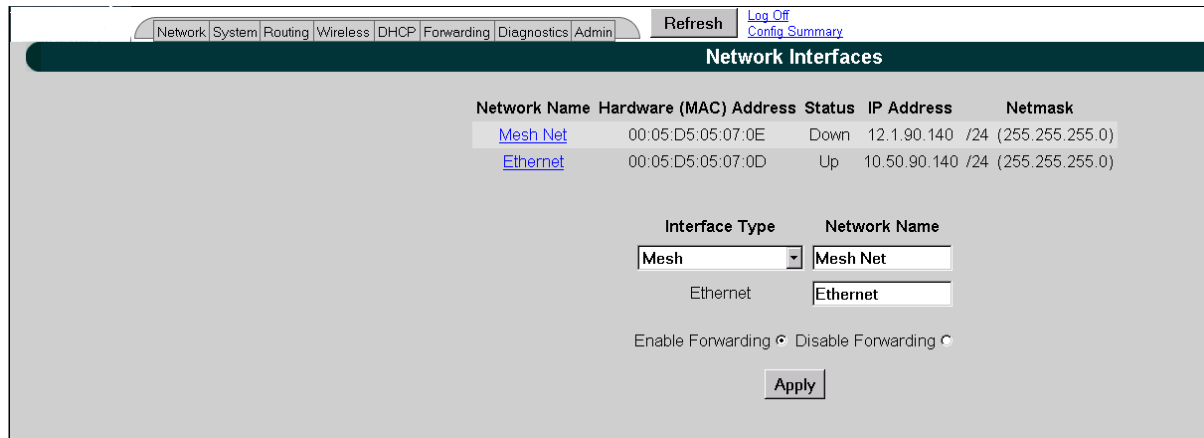 Network System Routing Wireless DHCP Forwarding Diagnostics Admin Refresh Log Off
Config Summary
Network Interfaces
Network Name Hardware (MAC) Address Status IP Address Netmask
Mesh Net 00:05:D5:05:07:0E Down 12.1.90.140 /24 (255.255.255.0)
Ethernet 00:05:D5:05:07:0D Up 10.50.90.140 /24 (255.255.255.0)
Interface Type Network Name
Mesh Mesh Net
Ethernet Ethernet
Enable Forwarding Disable Forwarding
Apply